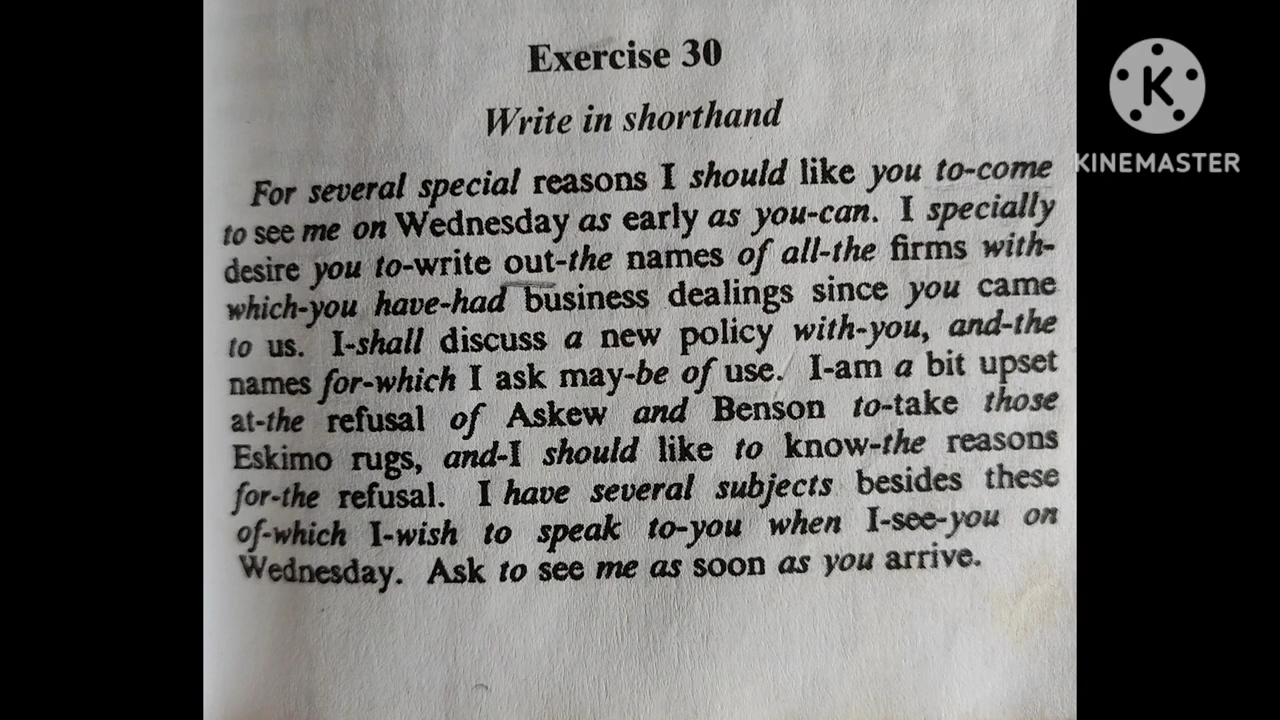 Exercise 30
Write in shorthand
For several special reasons I should like you to-come
to see me on Wednesday as early as you-can. I specially
desire you to-write out-the names of all-the firms with-
which-you have-had business dealings since you came
to us. I-shall discuss a new policy with-you, and-the
names for-which I ask may-be of use. I-am a bit upset
at-the refusal of Askew and Benson to-take those
Eskimo rugs, and-I should like to know-the reasons
for-the refusal. I have several subjects besides these
of-which I-wish to speak to-you when I-see-you on
Wednesday. Ask to see me as soon as you arrive.
K
KINEMASTER